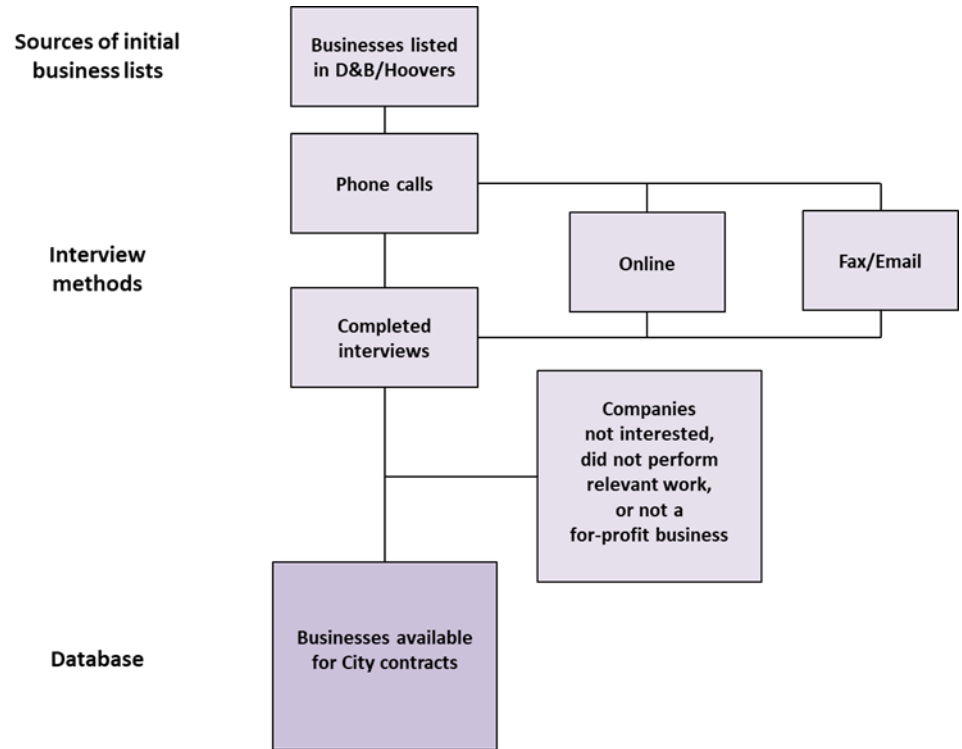 Sources of initial
business lists
Businesses listed
in D&B/Hoovers
Phone calls
Interview
methods
Online
Fax/Email
Completed
interviews
Companies
not interested,
did not perform
relevant work,
or not a
for-profit business
Database
Businesses available
for City contracts